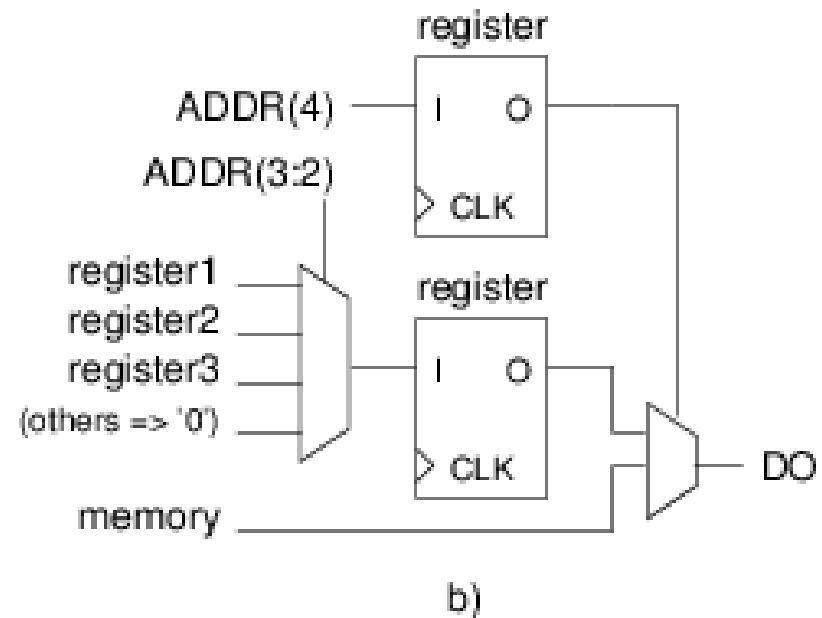 register
ADDR(4)
I O
CLK
ADDR(3:2)
register1
register2
register3
(others => '0')
register
I O
CLK
memory
DO
b)